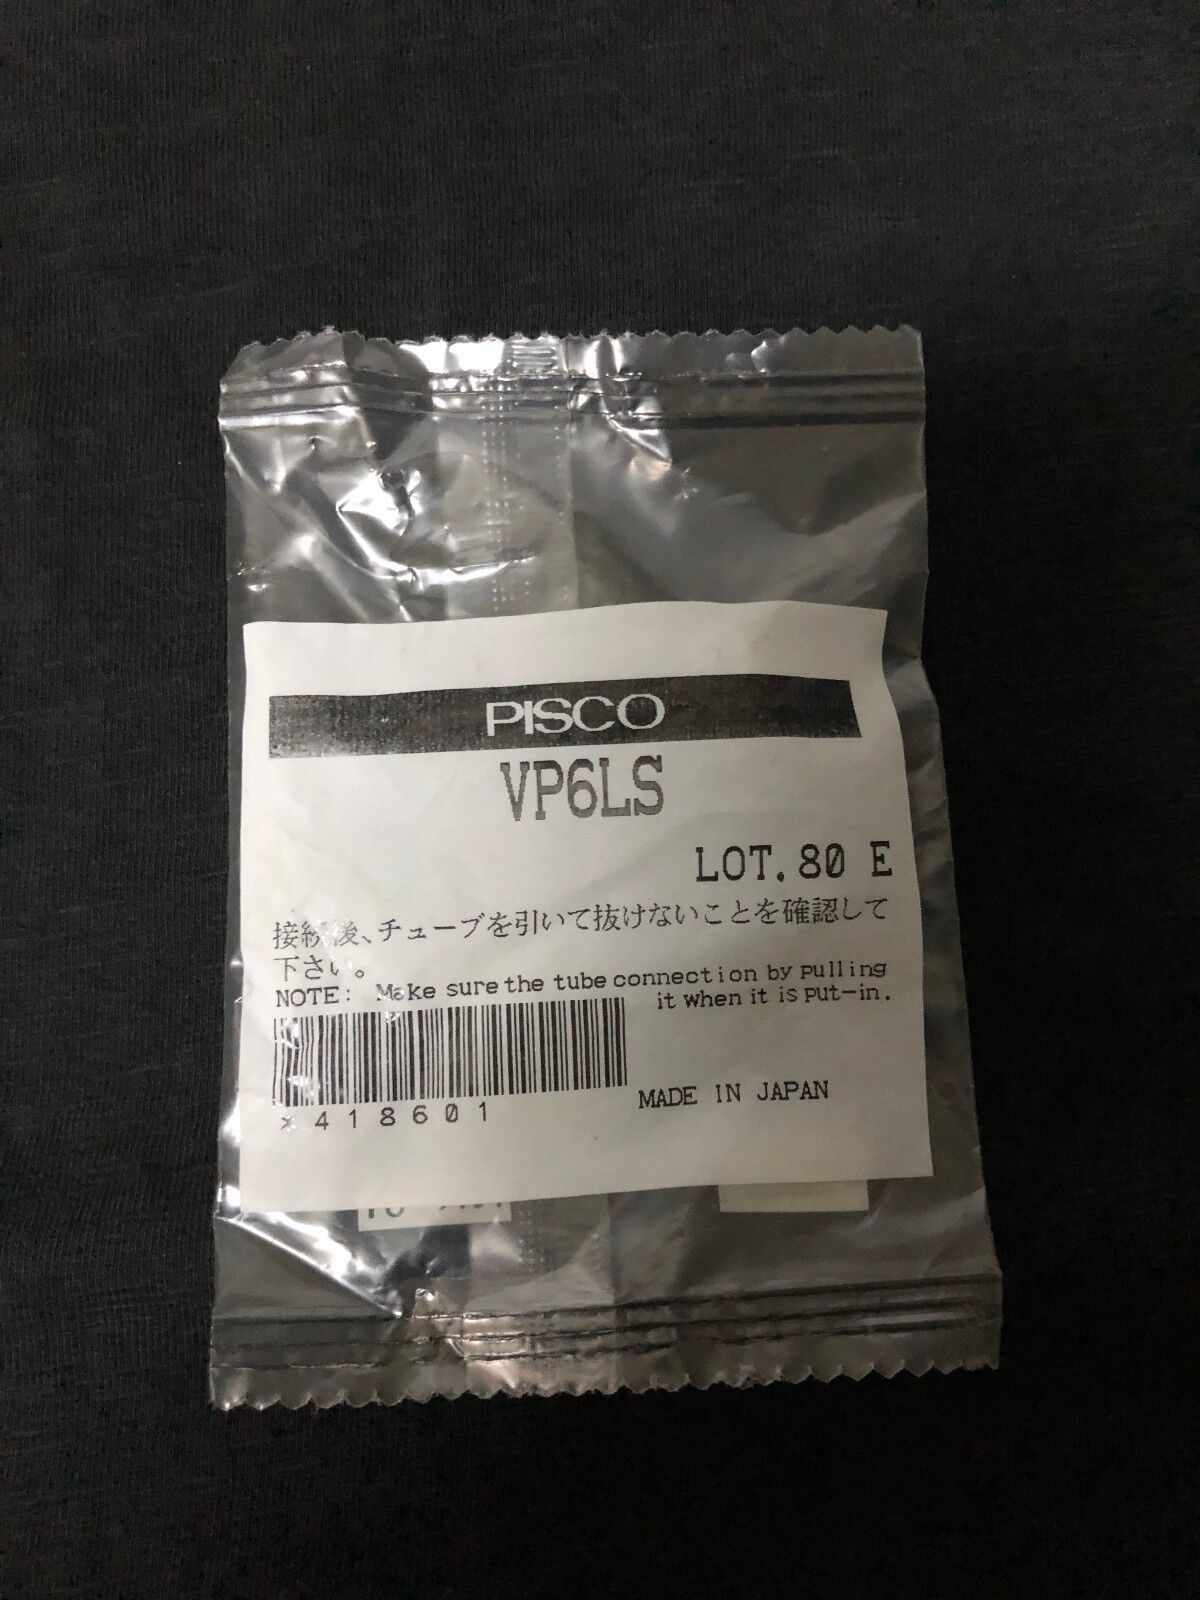 PISCO
VP6LS
LOT.80 E
接続後、チューブを引いて抜けないことを確認して
下さい。
NOTE: Make sure the tube connection by pulling
it when it is put-in.
*418601
MADE IN JAPAN